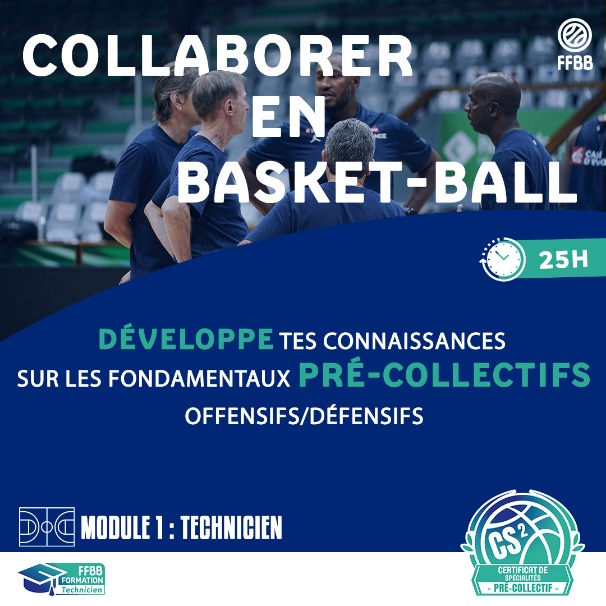 COLLABORER
EN
BASKET-BALL
FFBB
25H
DÉVELOPPE TES CONNAISSANCES
SUR LES FONDAMENTAUX PRÉ-COLLECTIFS
OFFENSIFS/DÉFENSIFS
MODULE 1 : TECHNICIEN
CS2
CERTIFICAT DE
SPÉCIALITÉS
- PRÉ-COLLECTIF -
FFBB
FORMATION
Technicien